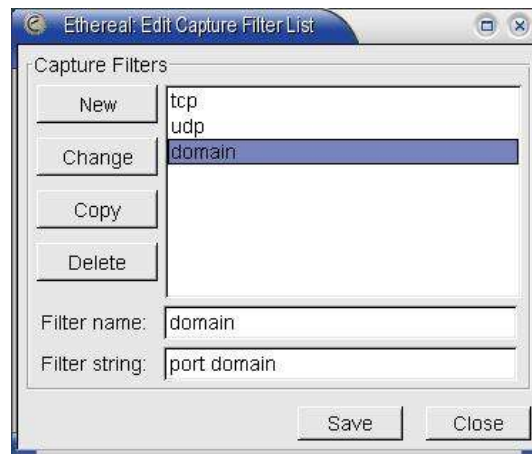 Ethereal: Edit Capture Filter List
Capture Filters
New
tcp
udp
Change
domain
Copy
Delete
Filter name: domain
Filter string: port domain
Save Close